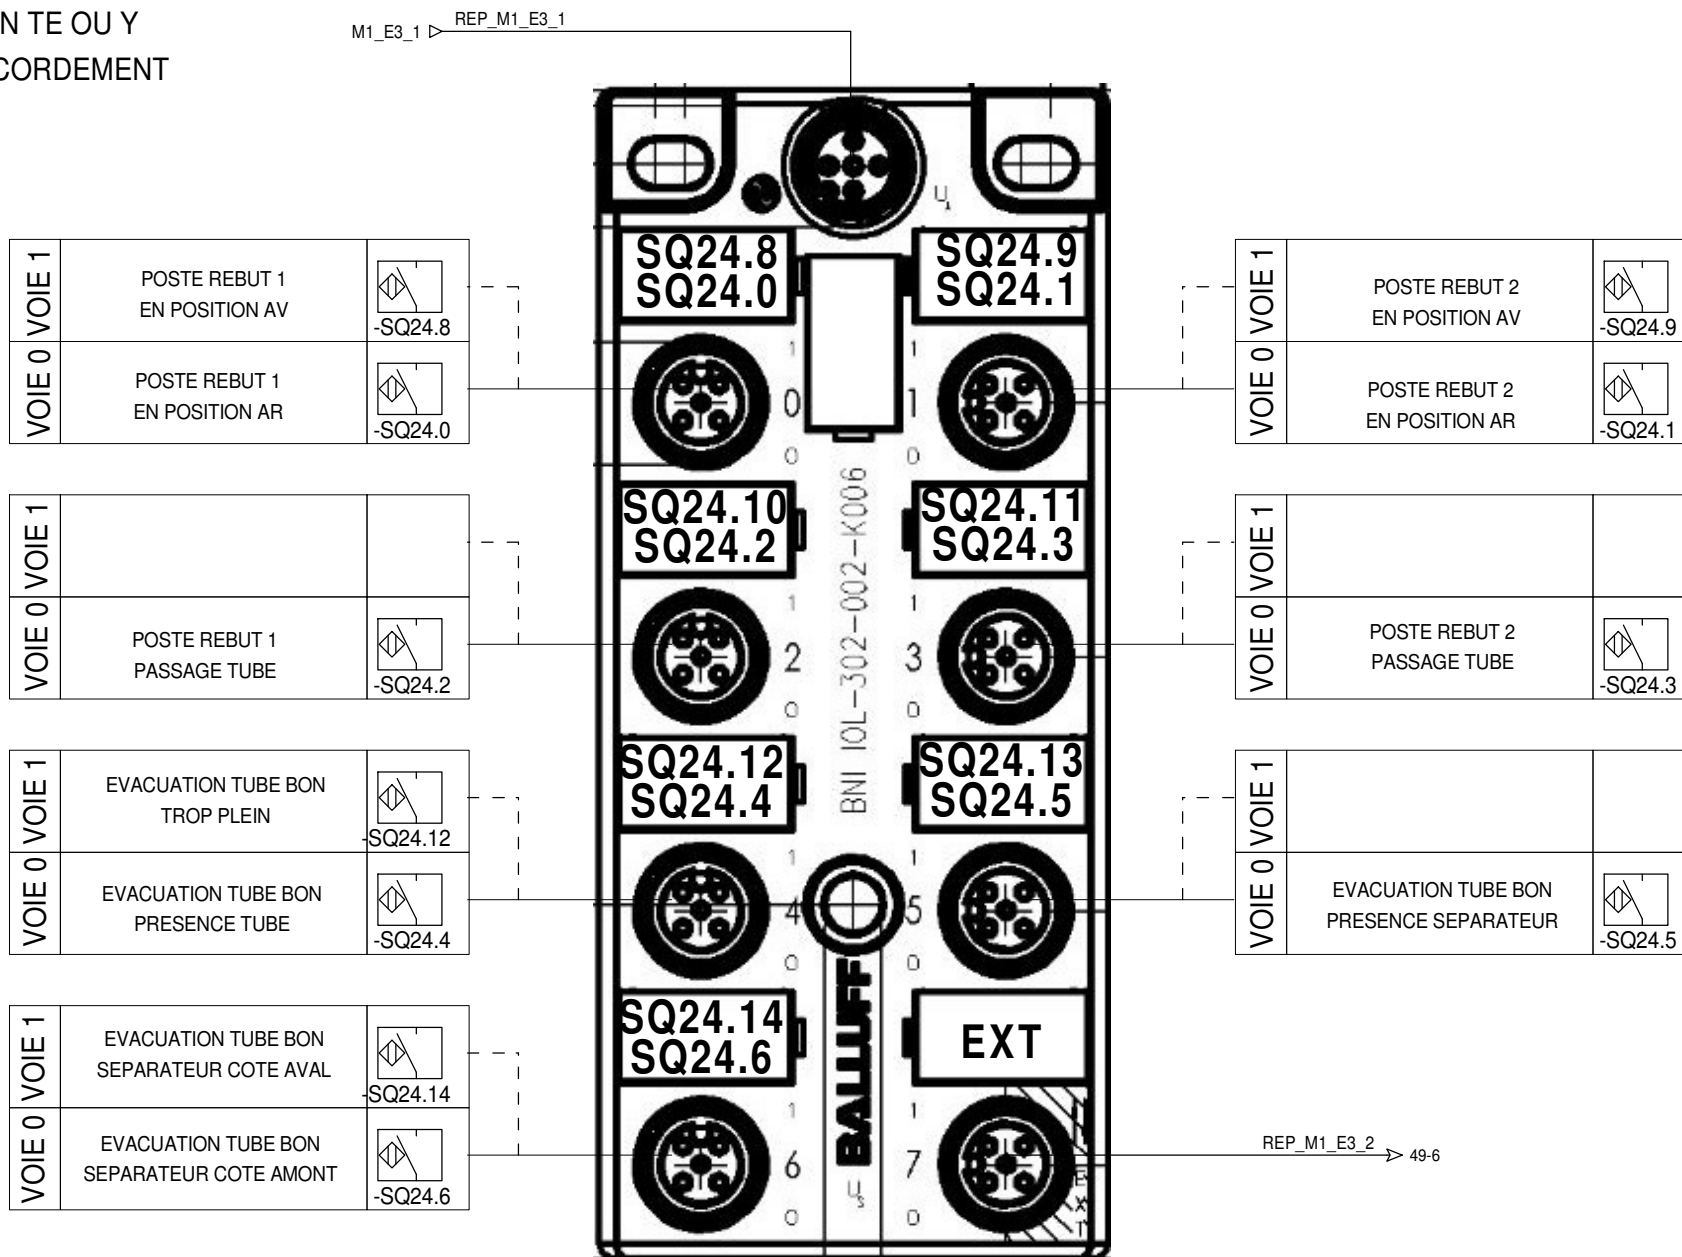 N TE OU Y
CORDEMENT
M1_E3_1
REP_M1_E3_1
VOIE 1
POSTE REBUT 1
EN POSITION AV
-SQ24.8
VOIE 0
POSTE REBUT 1
EN POSITION AR
-SQ24.0
VOIE 1
VOIE 0
POSTE REBUT 1
PASSAGE TUBE
-SQ24.2
VOIE 1
EVACUATION TUBE BON
TROP PLEIN
-SQ24.12
VOIE 0
EVACUATION TUBE BON
PRESENCE TUBE
-SQ24.4
VOIE 1
EVACUATION TUBE BON
SEPARATEUR COTE AVAL
-SQ24.14
VOIE 0
EVACUATION TUBE BON
SEPARATEUR COTE AMONT
-SQ24.6
SQ24.8
SQ24.0
SQ24.9
SQ24.1
1
0
0
1
1
0
SQ24.10
SQ24.2
SQ24.11
SQ24.3
1
2
0
1
3
0
SQ24.12
SQ24.4
SQ24.13
SQ24.5
1
4
0
1
5
0
SQ24.14
SQ24.6
EXT
1
6
0
1
7
0
BNI IOL-302-002-K006
BALLUFF
EXT
VOIE 1
POSTE REBUT 2
EN POSITION AV
-SQ24.9
VOIE 0
POSTE REBUT 2
EN POSITION AR
-SQ24.1
VOIE 1
VOIE 0
POSTE REBUT 2
PASSAGE TUBE
-SQ24.3
VOIE 1
VOIE 0
EVACUATION TUBE BON
PRESENCE SEPARATEUR
-SQ24.5
REP_M1_E3_2
49-6